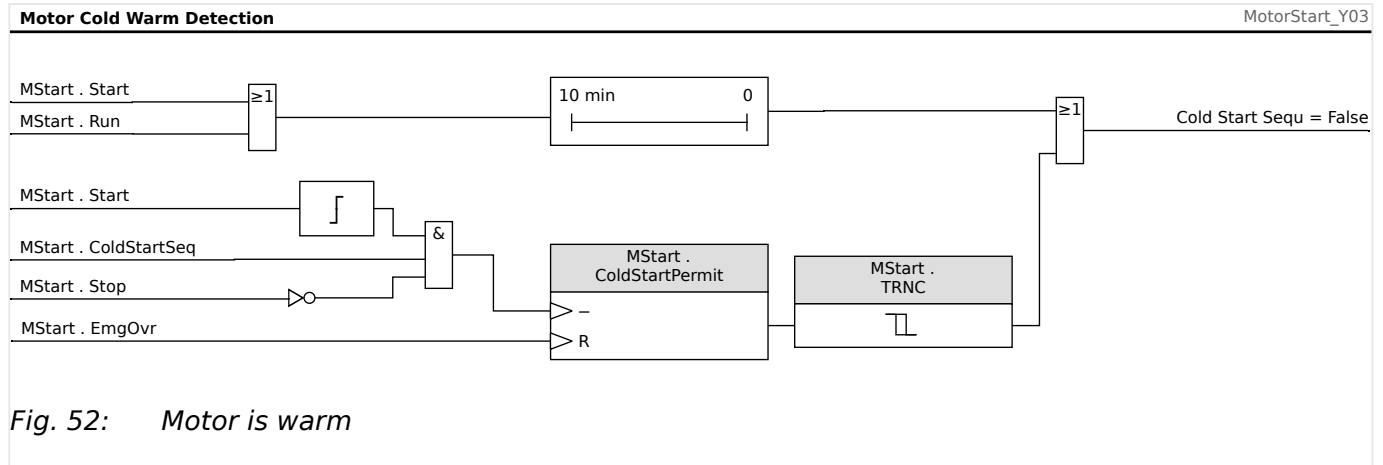 Motor Cold Warm Detection
MotorStart_Y03
MStart . Start
MStart . Run
≥1
10 min 0
≥1
Cold Start Sequ = False
MStart . Start
MStart . ColdStartSeq
MStart . Stop
MStart . EmgOvr
&
MStart .
ColdStartPermit
−
R
MStart .
TRNC
Fig. 52: Motor is warm